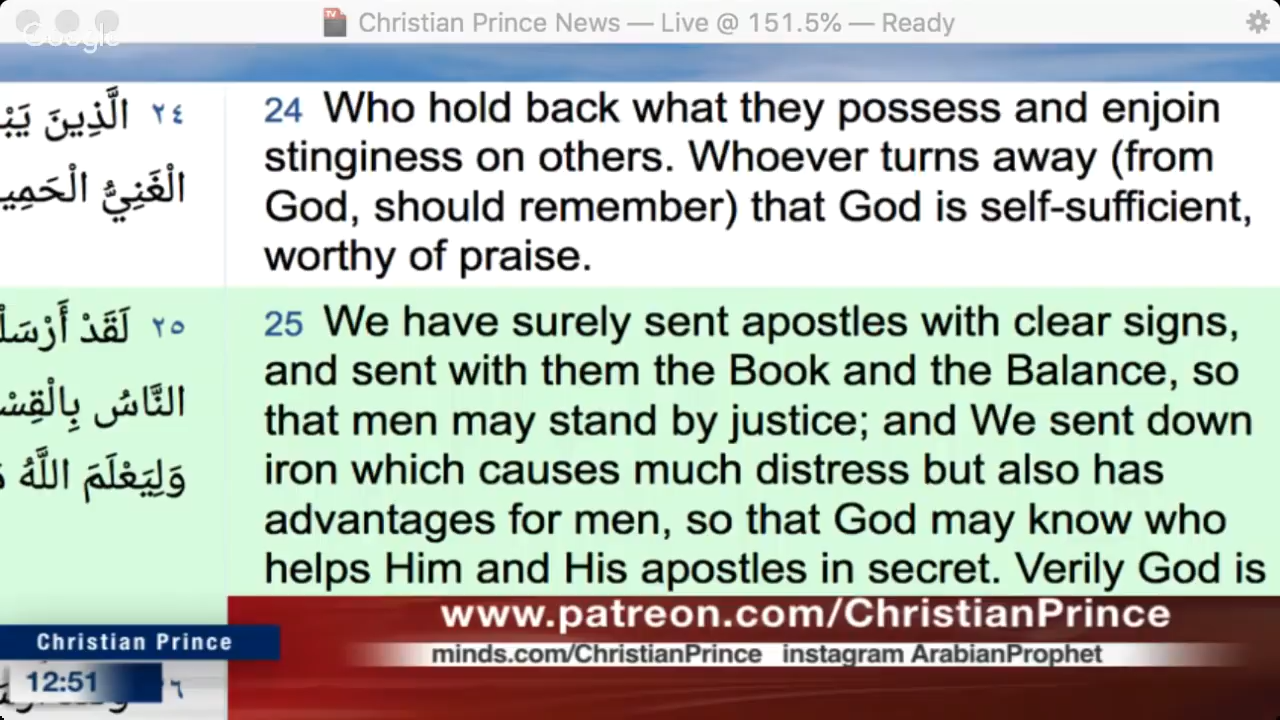 Christian Prince News — Live @ 151.5% — Ready
Google
24 Who hold back what they possess and enjoin
stinginess on others. Whoever turns away (from
God, should remember) that God is self-sufficient,
worthy of praise.
٢٤ الَّذِينَ
الْغَنِيُّ
25 We have surely sent apostles with clear signs,
and sent with them the Book and the Balance, so
that men may stand by justice; and We sent down
iron which causes much distress but also has
advantages for men, so that God may know who
helps Him and His apostles in secret. Verily God is
٢٥ لَقَدْ
النَّاسُ
وَلِيَعْلَمَ اللَّهُ
www.patreon.com/ChristianPrince
minds.com/ChristianPrince instagram ArabianProphet
Christian Prince
12:51